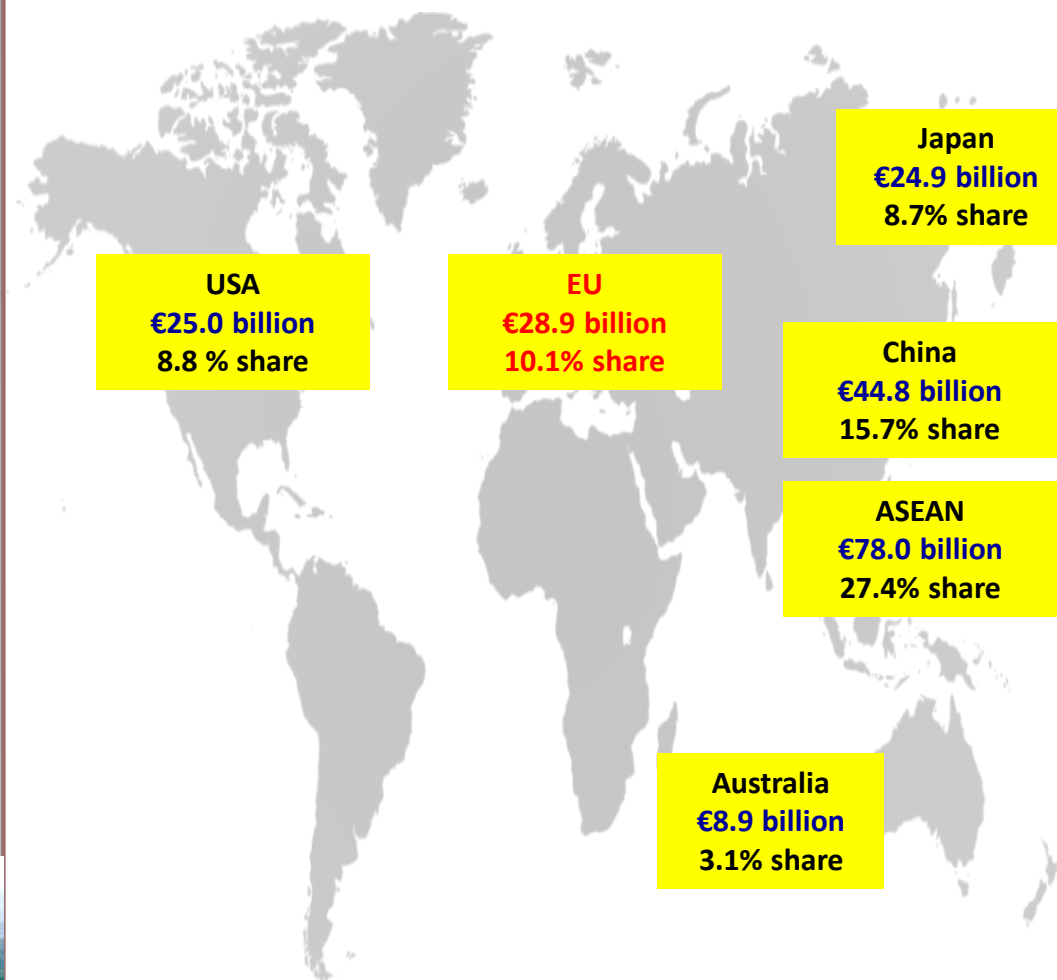 Japan
€24.9 billion
8.7% share
USA
€25.0 billion
8.8 % share
EU
€28.9 billion
10.1% share
China
€44.8 billion
15.7% share
ASEAN
€78.0 billion
27.4% share
Australia
€8.9 billion
3.1% share